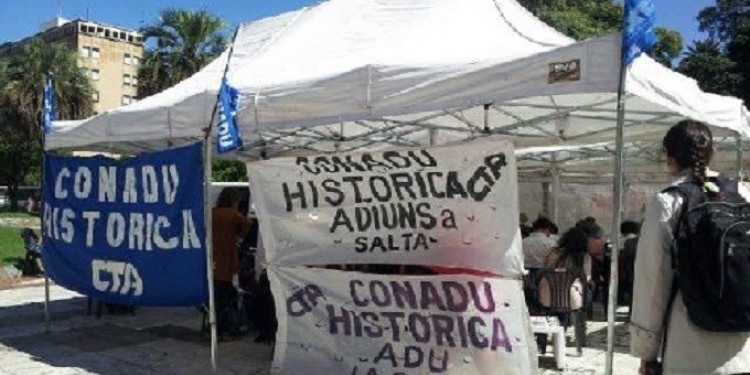 CONADU
HISTORICA
CTA
CONADU
HISTORICA CTA
ADIUNSa
- SALTA-
CTA CONADU
HISTORICA
ADU